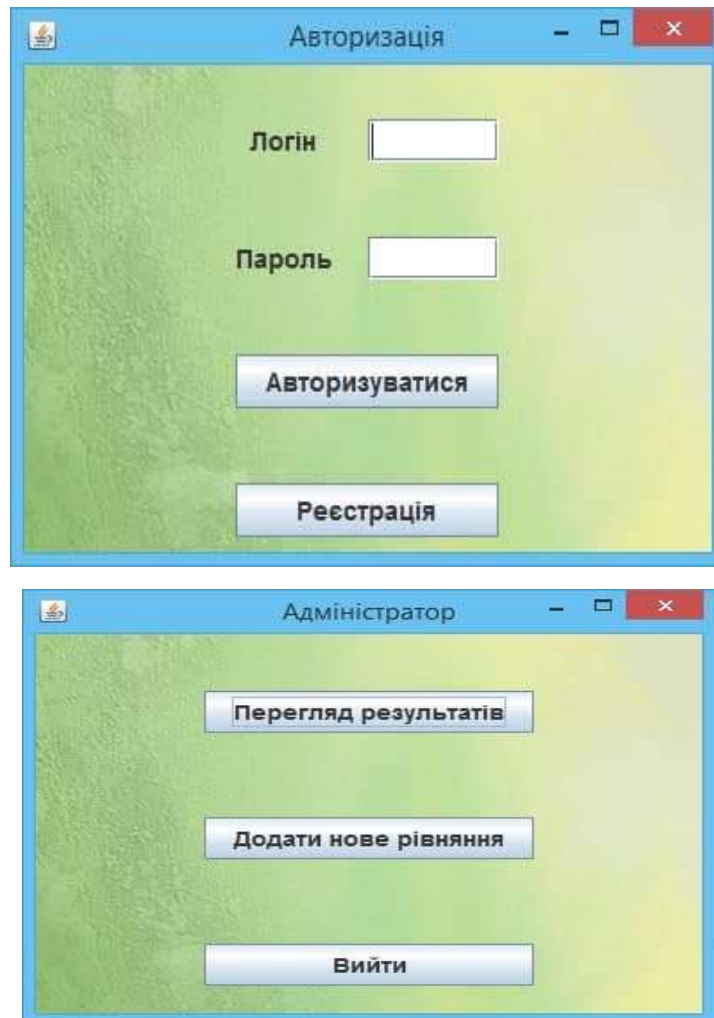 Авторизація
Логін
Пароль
Авторизуватися
Реєстрація
Адміністратор
Перегляд результатів
Додати нове рівняння
Вийти